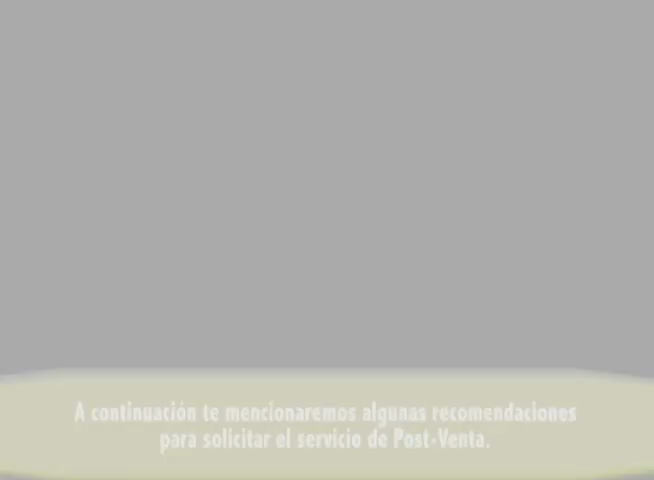 A continuación te mencionaremos algunas recomendaciones
para solicitar el servicio de Post-Venta.